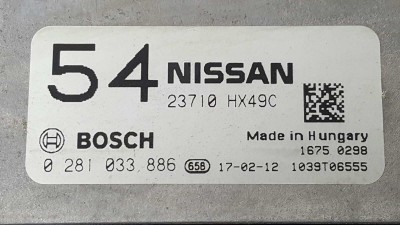 54 NISSAN
23710 HX49C
BOSCH
Made in Hungary
1675 0298
0 281 033 886 656 17-02-12 1039T06555